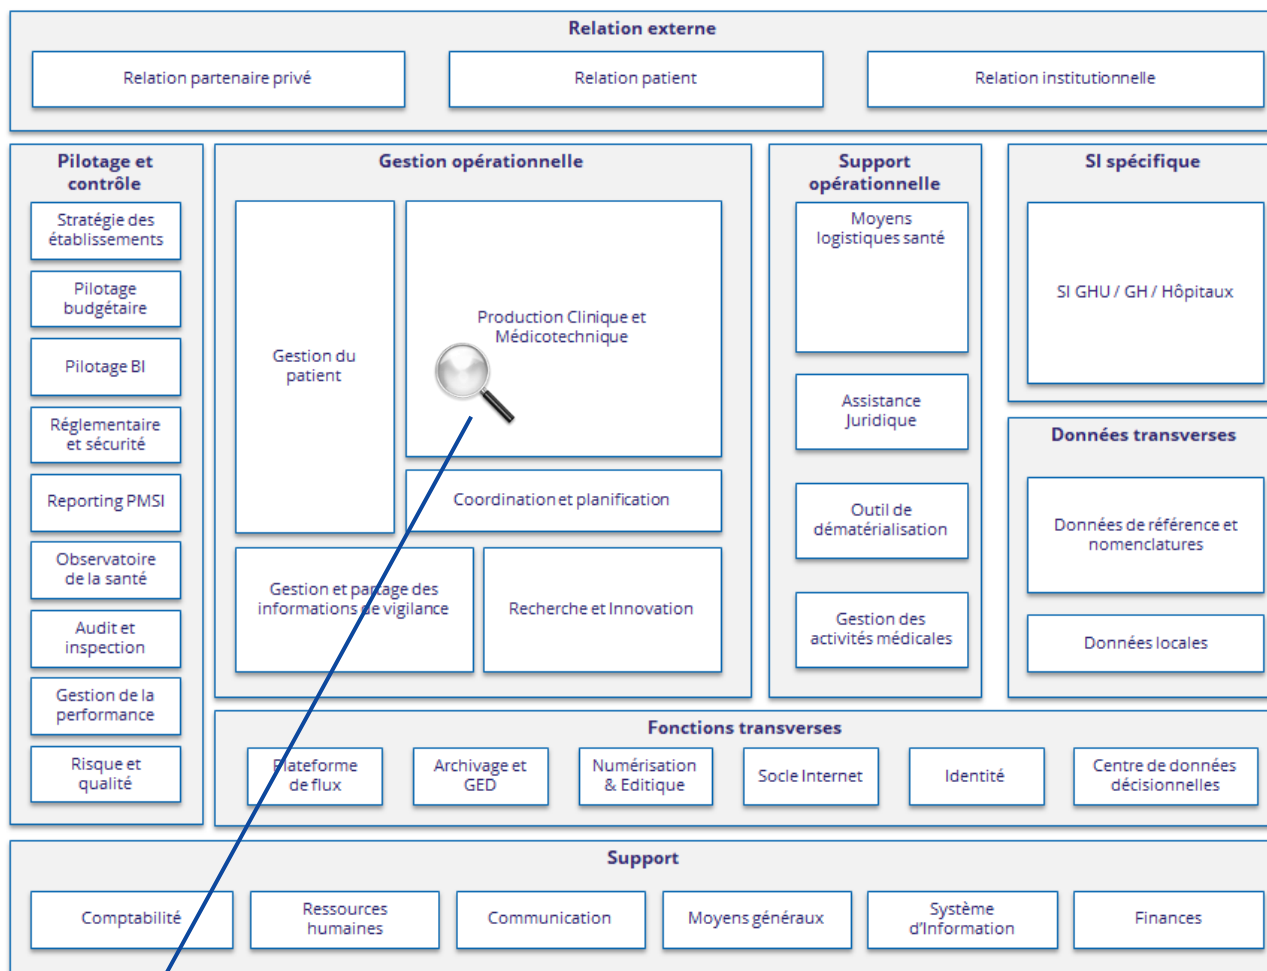 Relation externe
Relation partenaire privé
Relation patient
Relation institutionnelle
Pilotage et
contrôle
Stratégie des
établissements
Pilotage
budgétaire
Pilotage BI
Réglementaire
et sécurité
Reporting PMSI
Observatoire
de la santé
Audit et
inspection
Gestion de la
performance
Risque et
qualité
Gestion opérationnelle
Gestion du
patient
Production Clinique et
Médicotechnique
Coordination et planification
Gestion et partage des
informations de vigilance
Recherche et Innovation
Support
opérationnelle
Moyens
logistiques santé
Assistance
Juridique
Outil de
dématérialisation
Gestion des
activités médicales
SI spécifique
SI GHU / GH / Hôpitaux
Données transverses
Données de référence et
nomenclatures
Données locales
Fonctions transverses
Plateforme
de flux
Archivage et
GED
Numérisation
& Editique
Socle Internet
Identité
Centre de données
décisionnelles
Support
Comptabilité
Ressources
humaines
Communication
Moyens généraux
Système
d'Information
Finances